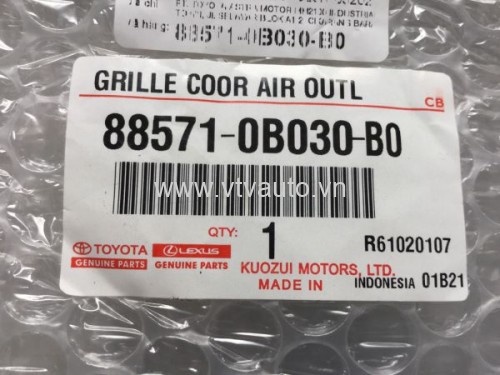 88571-0B030-B0
GRILLE COOR AIR OUTL
CB
88571-0B030-B0
www.vtvauto.vn
QTY: 1
R61020107
TOYOTA
GENUINE PARTS
LEXUS
GENUINE PARTS
KUOZUI MOTORS, LTD.
MADE IN INDONESIA 01B21